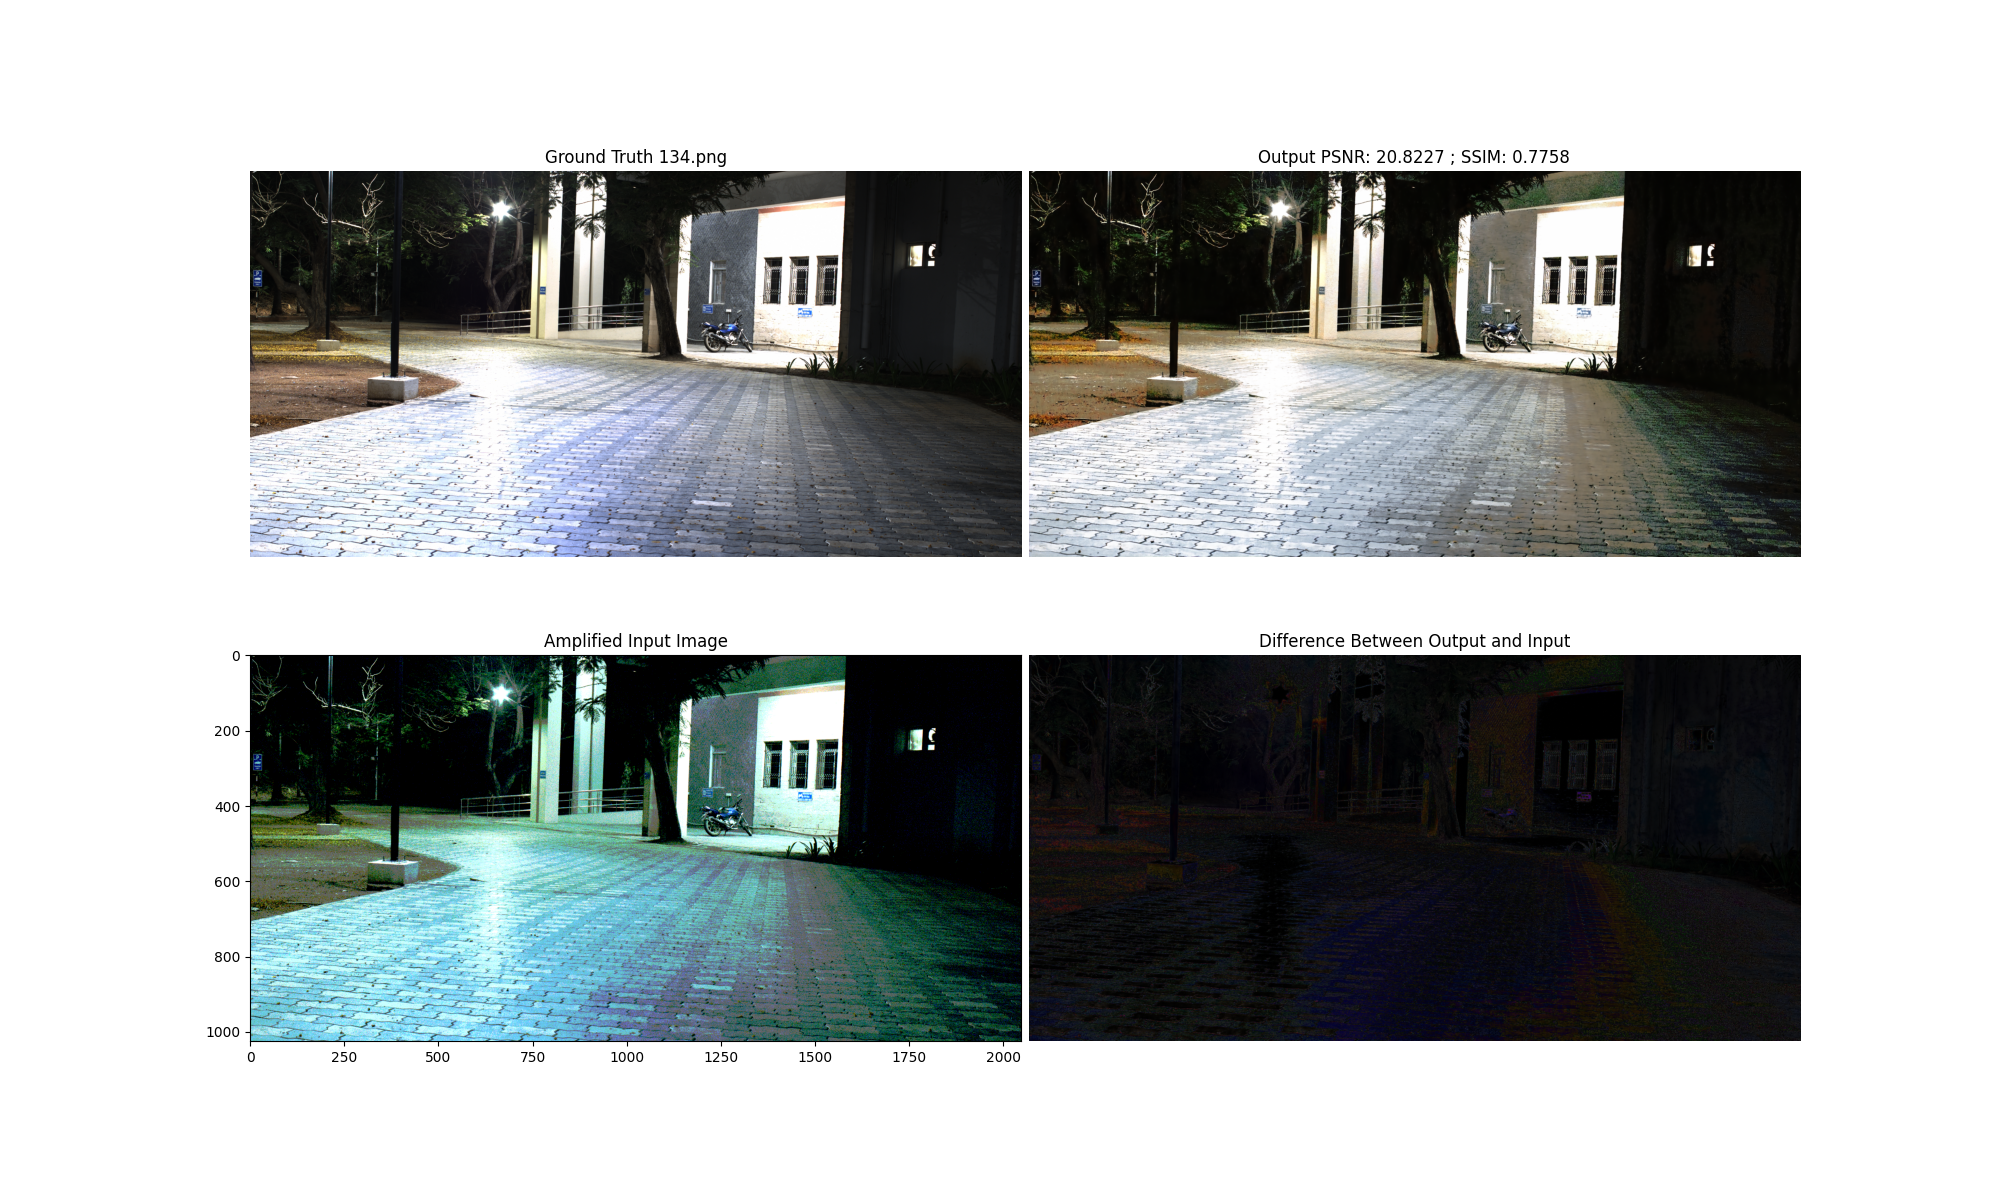 Ground Truth 134.png
Output PSNR: 20.8227 ; SSIM: 0.7758
Amplified Input Image
Difference Between Output and Input
0
200
400
600
800
1000
0 250 500 750 1000 1250 1500 1750 2000